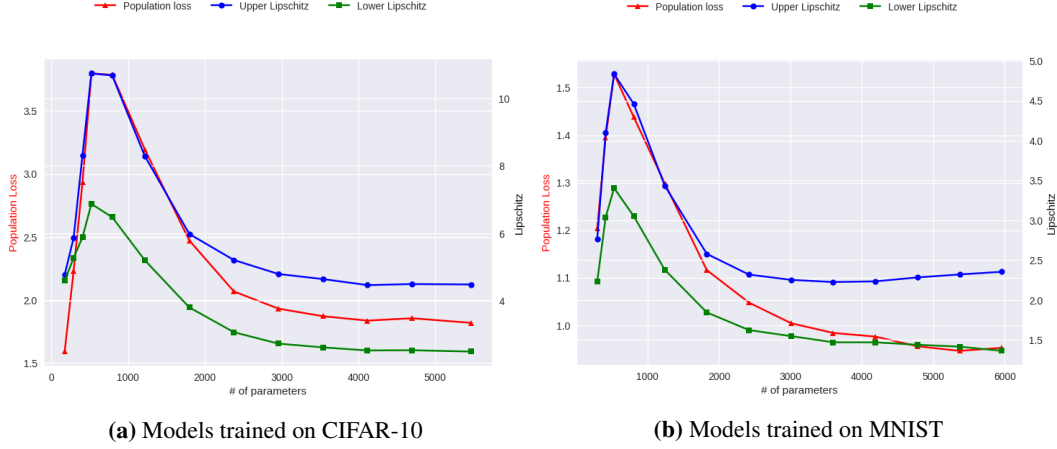 Population loss Upper Lipschitz Lower Lipschitz
Population loss Upper Lipschitz Lower Lipschitz
3.5
3.0
2.5
2.0
1.5
Population Loss
10
8
6
4
Lipschitz
0 1000 2000 3000 4000 5000
# of parameters
1.5
1.4
1.3
1.2
1.1
1.0
Population Loss
5.0
4.5
4.0
3.5
3.0
2.5
2.0
1.5
Lipschitz
1000 2000 3000 4000 5000 6000
# of parameters
(a) Models trained on CIFAR-10
(b) Models trained on MNIST